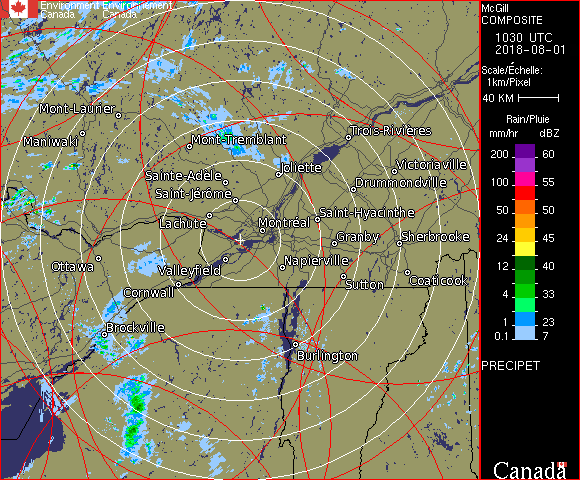 Environment Environnement
Canada Canada
McGill
COMPOSITE
1030 UTC
2018-08-01
Scale/Échelle:
1km/Pixel
40 KM
Rain/Pluie
mm/hr dBZ
200 60
100 55
50 50
24 45
12 40
4 33
1 23
0.1 7
PRECIPET
Mont-Laurier
Trois-Rivières
Maniwaki
Mont-Tremblant
Joliette
Victoriaville
Sainte-Adèle
Drummondville
Saint-Jérôme
Saint-Hyacinthe
Lachute
Montréal
Granby
Sherbrooke
Ottawa
Valleyfield
Napierville
Sutton
Coaticook
Cornwall
Brockville
Burlington
Canada